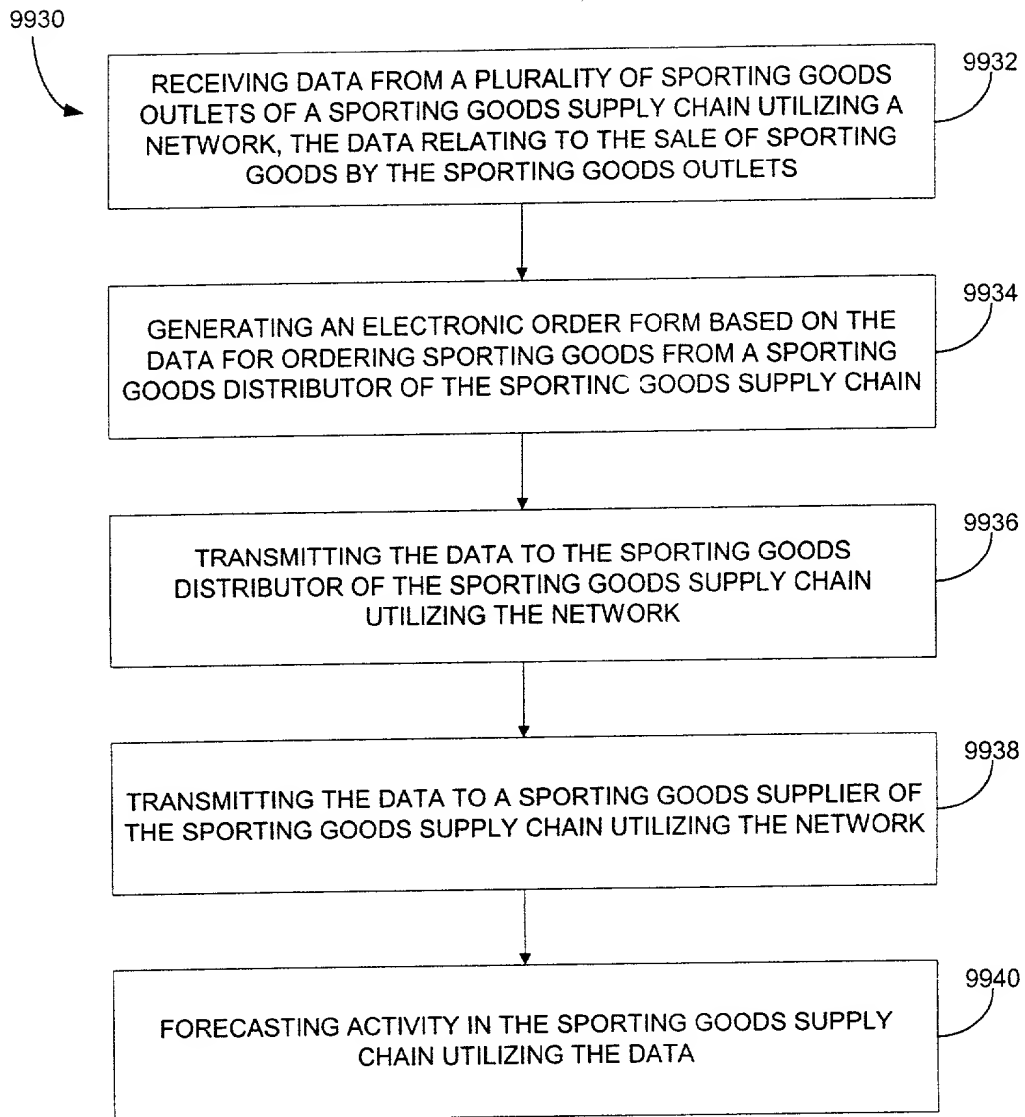 9930
RECEIVING DATA FROM A PLURALITY OF SPORTING GOODS
OUTLETS OF A SPORTING GOODS SUPPLY CHAIN UTILIZING A
NETWORK, THE DATA RELATING TO THE SALE OF SPORTING
GOODS BY THE SPORTING GOODS OUTLETS
9932
GENERATING AN ELECTRONIC ORDER FORM BASED ON THE
DATA FOR ORDERING SPORTING GOODS FROM A SPORTING
GOODS DISTRIBUTOR OF THE SPORTING GOODS SUPPLY CHAIN
9934
TRANSMITTING THE DATA TO THE SPORTING GOODS
DISTRIBUTOR OF THE SPORTING GOODS SUPPLY CHAIN
UTILIZING THE NETWORK
9936
TRANSMITTING THE DATA TO A SPORTING GOODS SUPPLIER OF
THE SPORTING GOODS SUPPLY CHAIN UTILIZING THE NETWORK
9938
FORECASTING ACTIVITY IN THE SPORTING GOODS SUPPLY
CHAIN UTILIZING THE DATA
9940